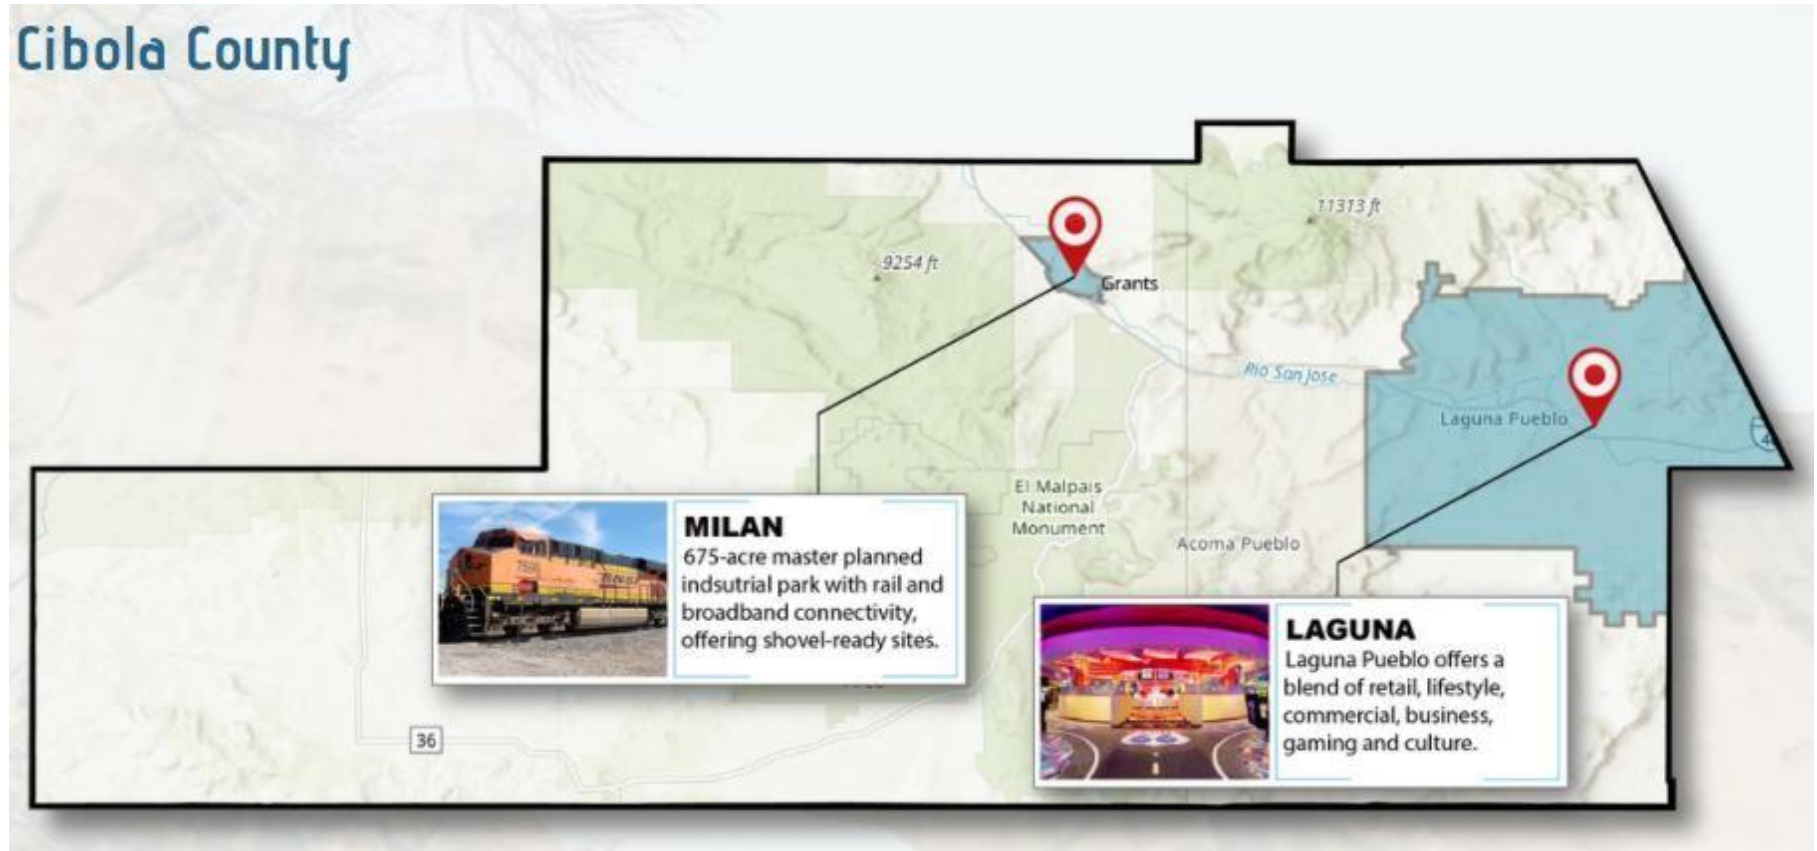 Cibola County
11313 ft
9254 ft
Grants
Rio San Jose
Laguna Pueblo
El Malpais
National
Monument
Acoma Pueblo
MILAN
675-acre master planned
indsutrial park with rail and
broadband connectivity,
offering shovel-ready sites.
LAGUNA
Laguna Pueblo offers a
blend of retail, lifestyle,
commercial, business,
gaming and culture.
36